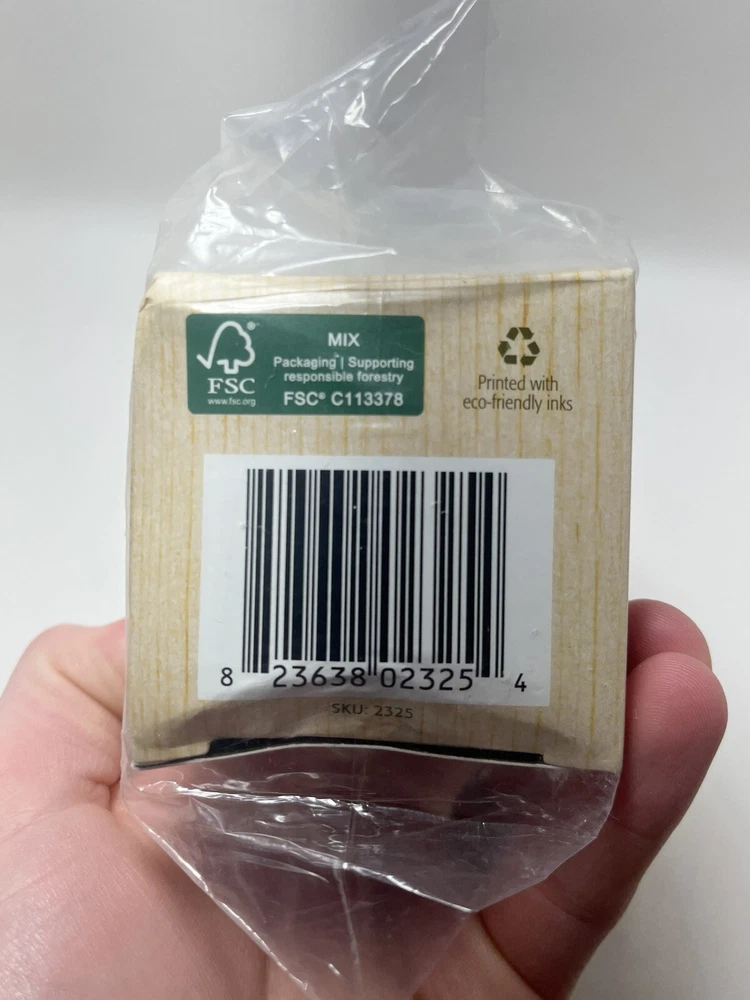 ®
FSC
www.fsc.org
MIX
Packaging | Supporting
responsible forestry
FSC® C113378
Printed with
eco-friendly inks
8 23638 02325 4
SKU: 2325